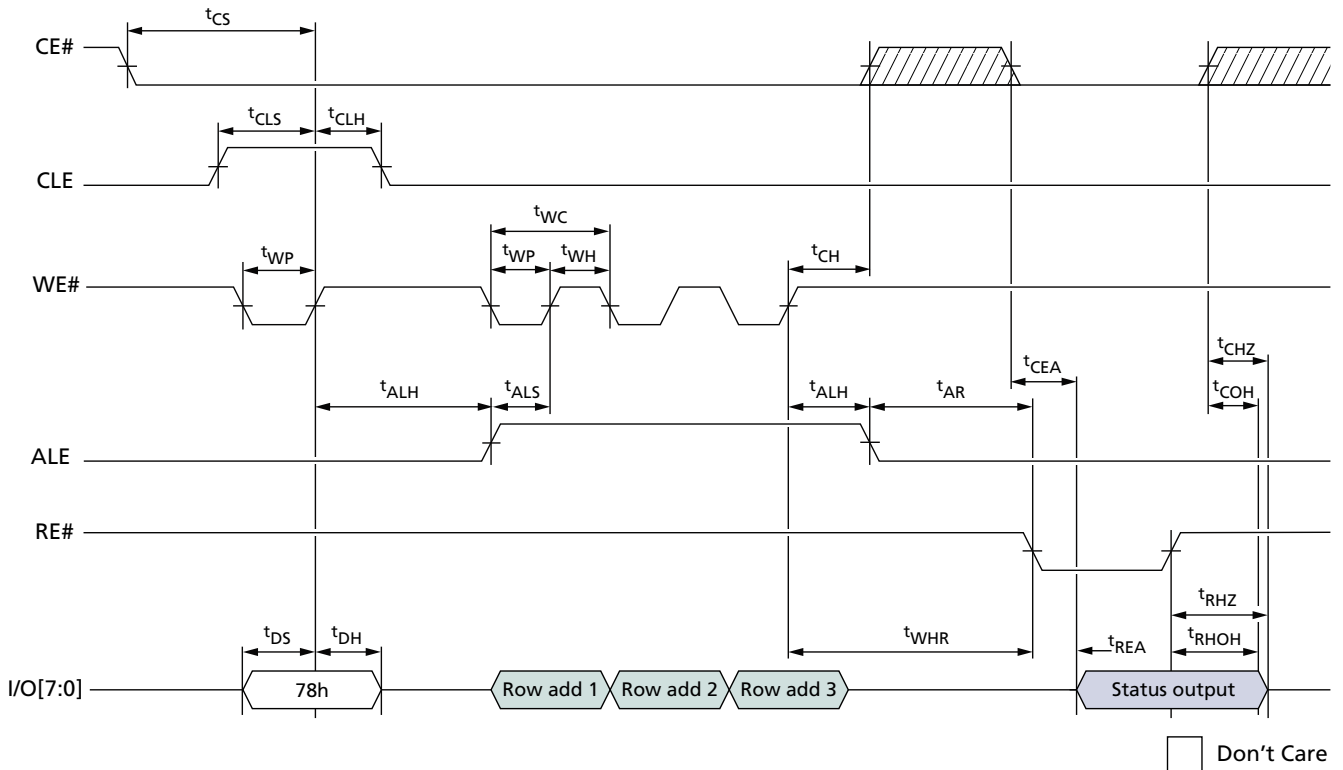 tCS
CE#
tCLS tCLH
CLE
tWC
tWP tWP tWH tCH
WE#
tCHZ
tCEA
tALH tALS tALH tAR tCOH
ALE
RE#
tRHZ
tDS tDH tWHR tREA tRHOH
I/O[7:0] 78h Row add 1 Row add 2 Row add 3 Status output
Don't Care